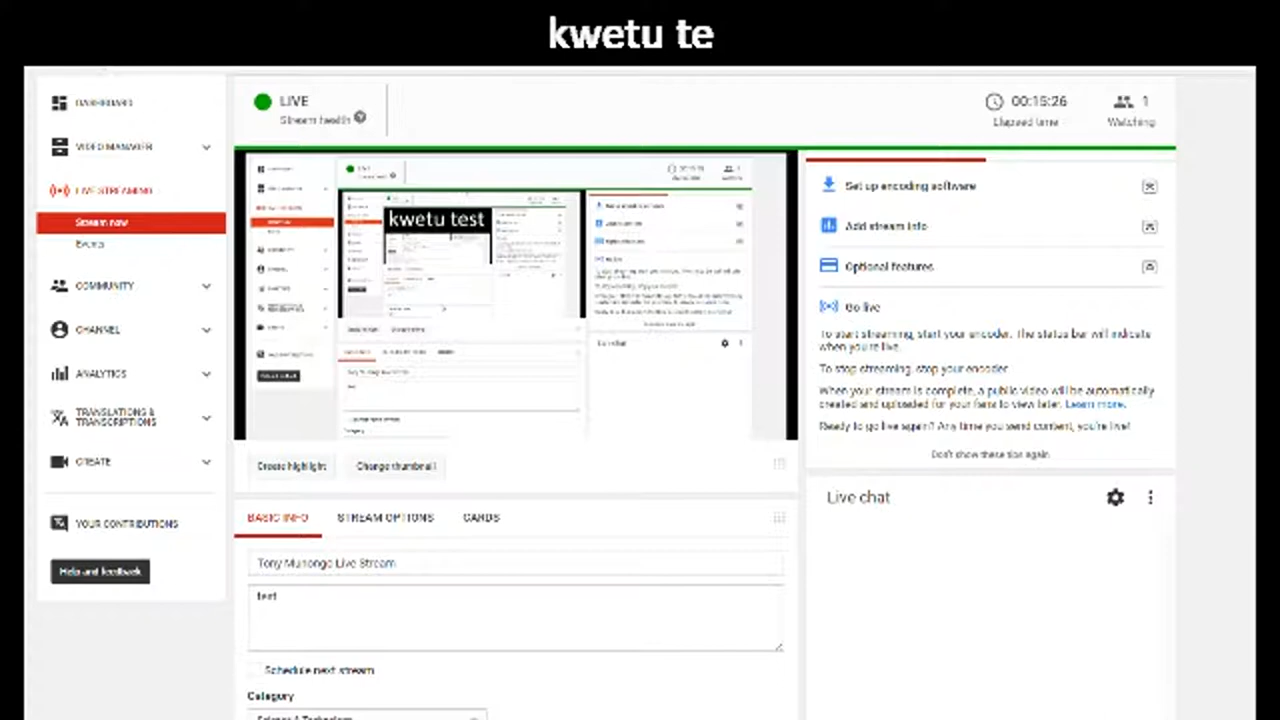 kwetu te
DASHBOARD
VIDEO MANAGER
LIVE STREAMING
Stream now
Events
COMMUNITY
CHANNEL
ANALYTICS
TRANSLATIONS &
TRANSCRIPTIONS
CREATE
YOUR CONTRIBUTIONS
Help and feedback
LIVE
Stream health
00:15:26
Elapsed time
1
Watching
kwetu test
Create highlight
Change thumbnail
BASIC INFO
STREAM OPTIONS
CARDS
Tony Munongo Live Stream
test
Schedule next stream
Category
Science & Technology
Set up encoding software
Add stream info
Optional features
Go live
To start streaming, start your encoder. The status bar will indicate
when you're live.
To stop streaming, stop your encoder
When your stream is complete, a public video will be automatically
created and uploaded for your fans to view later. Learn more.
Ready to go live again? Any time you send content, you're live!
Don't show these tips again
Live chat